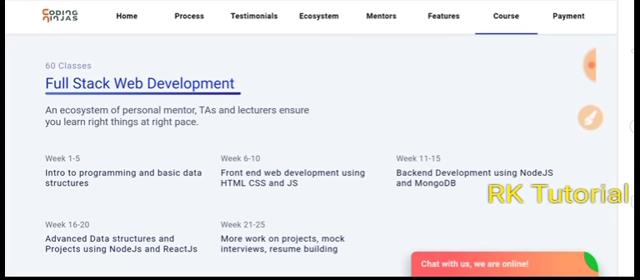 CODING NINJAS
Home Process Testimonials Ecosystem Mentors Features Course Payment
60 Classes
Full Stack Web Development
An ecosystem of personal mentor, TAs and lecturers ensure
you learn right things at right pace.
Week 1-5
Intro to programming and basic data
structures
Week 6-10
Front end web development using
HTML CSS and JS
Week 11-15
Backend Development using NodeJS
and MongoDB
RK Tutorial
Week 16-20
Advanced Data structures and
Projects using NodeJs and ReactJs
Week 21-25
More work on projects, mock
interviews, resume building
Chat with us, we are online!